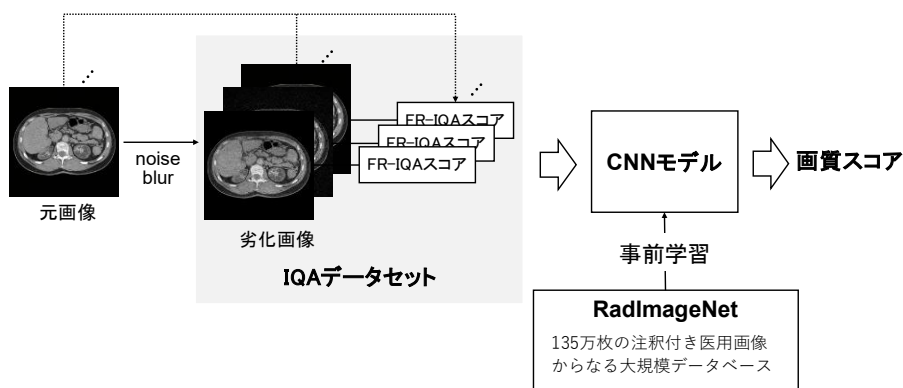 元画像
noise
blur
劣化画像
FR-IQAスコア
FR-IQAスコア
FR-IQAスコア
IQAデータセット
CNNモデル
画質スコア
事前学習
RadImageNet
135万枚の注釈付き医用画像
からなる大規模データベース